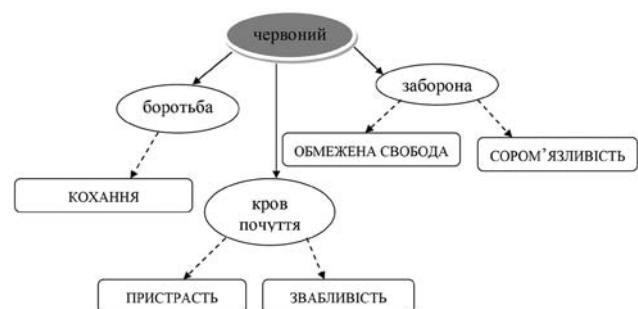 червоний
боротьба
заборона
ОБМЕЖЕНА СВОБОДА
СОРОМ’ЯЗЛИВІСТЬ
КОХАННЯ
кров
почуття
ПРИСТРАСТЬ
ЗВАБЛИВІСТЬ